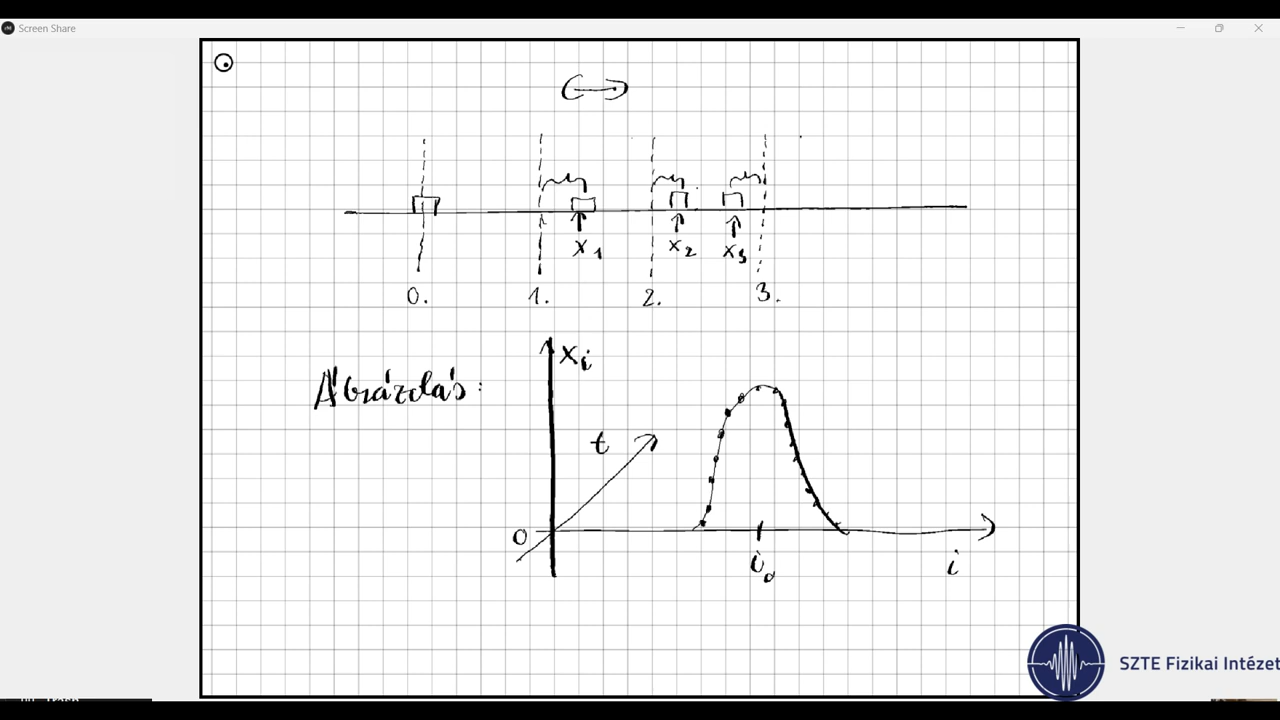 Screen Share
x₁ x₂ x₃
0. 1. 2. 3.
xᵢ
Ábrázolás:
t
0
i₀ i
SZTE Fizikai Intézet